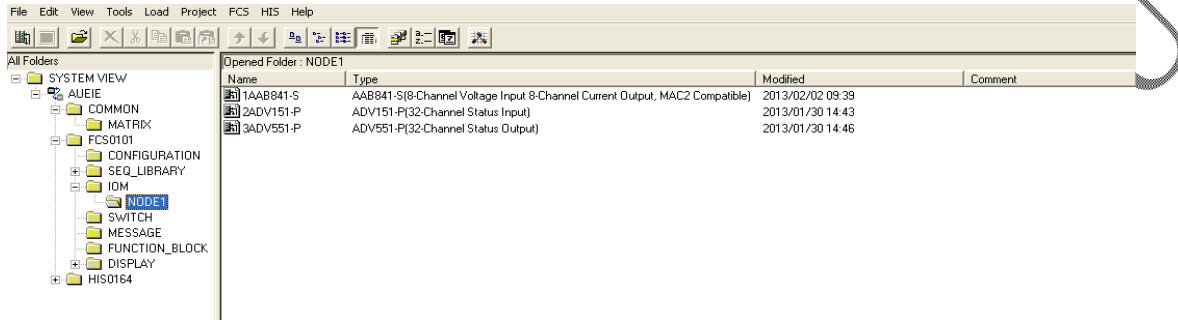 File Edit View Tools Load Project FCS HIS Help
All Folders
Opened Folder : NODE1
SYSTEM VIEW
AUEIE
COMMON
MATRIX
FCS0101
CONFIGURATION
SEQ_LIBRARY
IOM
NODE1
SWITCH
MESSAGE
FUNCTION_BLOCK
DISPLAY
HIS0164
Name Type Modified Comment
1AAB841-S AAB841-S(8-Channel Voltage Input 8-Channel Current Output, MAC2 Compatible) 2013/02/02 09:39
2ADV151-P ADV151-P(32-Channel Status Input) 2013/01/30 14:43
3ADV551-P ADV551-P(32-Channel Status Output) 2013/01/30 14:46